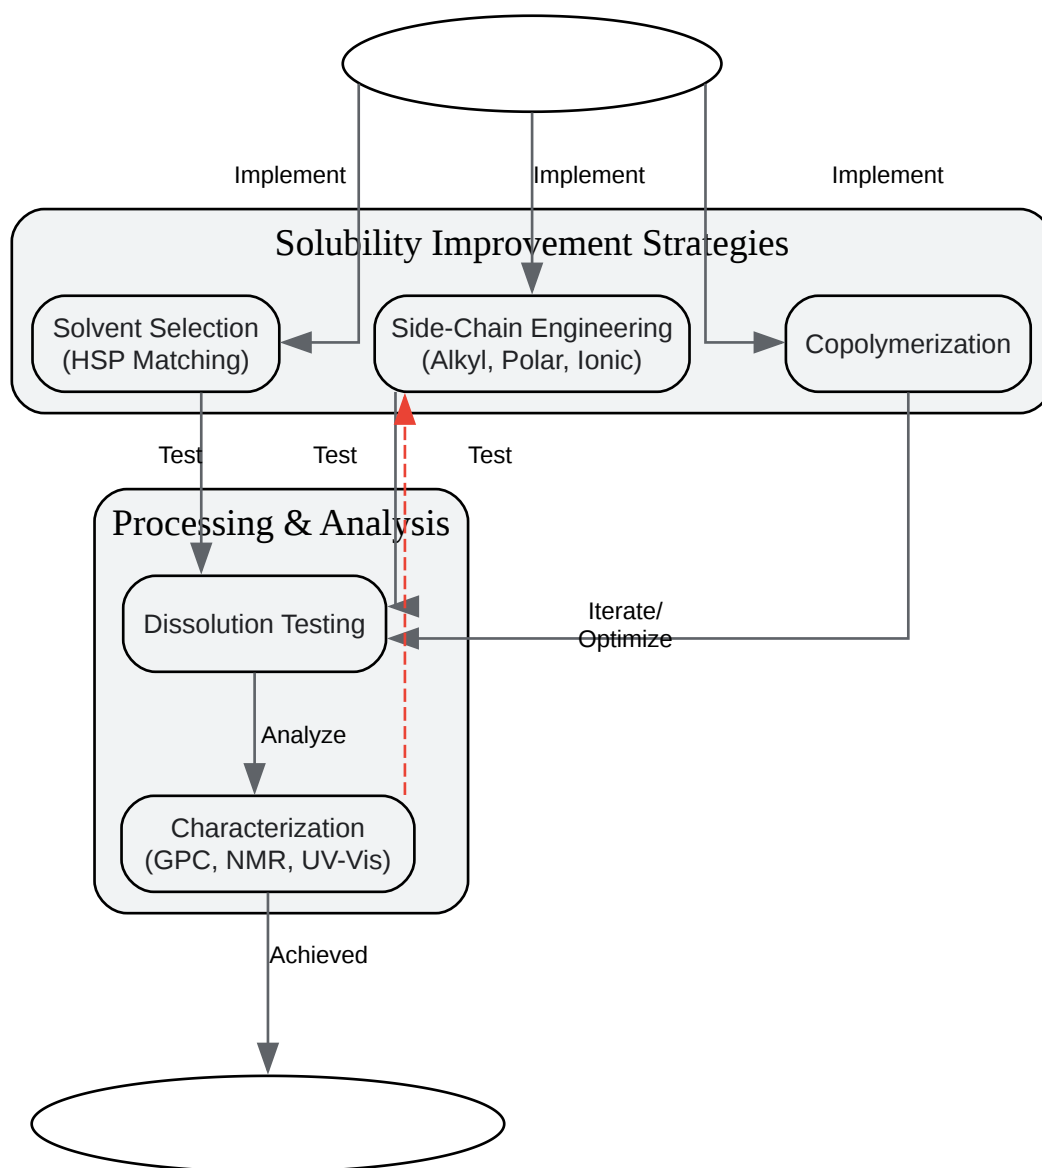 Implement
Implement
Implement
Solubility Improvement Strategies
Solvent Selection
(HSP Matching)
Side-Chain Engineering
(Alkyl, Polar, Ionic)
Copolymerization
Test
Test
Test
Processing & Analysis
Dissolution Testing
Iterate/
Optimize
Analyze
Characterization
(GPC, NMR, UV-Vis)
Achieved